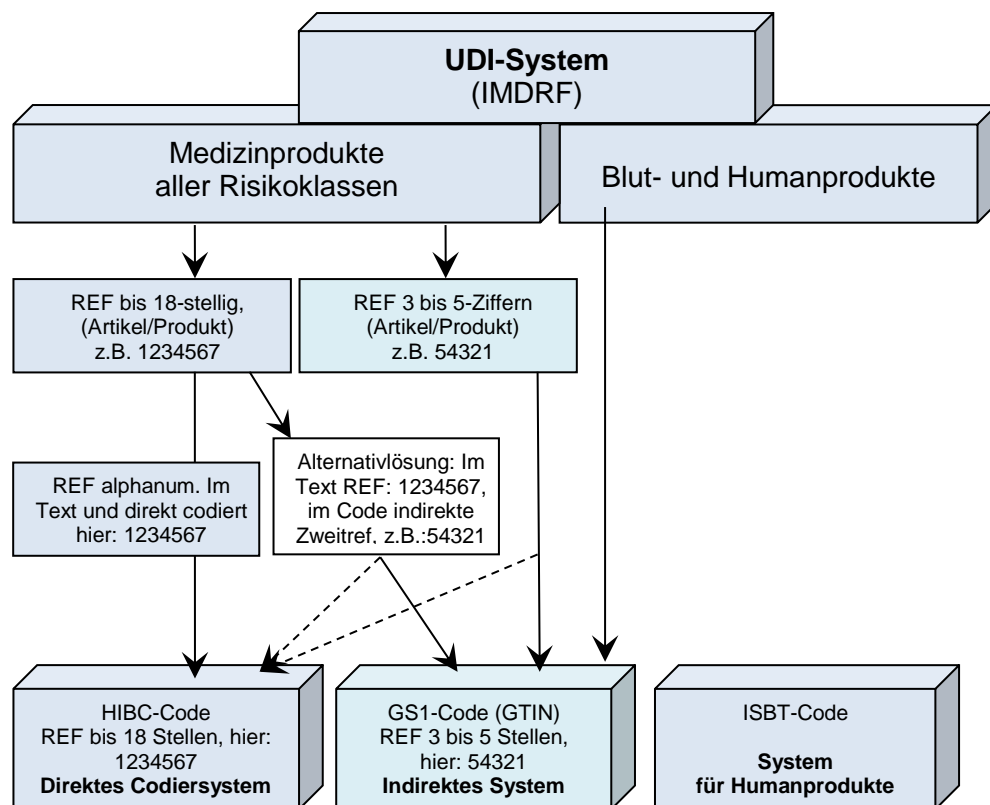 UDI-System
(IMDRF)
Medizinprodukte
aller Risikoklassen
Blut- und Humanprodukte
REF bis 18-stellig,
(Artikel/Produkt)
z.B. 1234567
REF 3 bis 5-Ziffern
(Artikel/Produkt)
z.B. 54321
REF alphanum. Im
Text und direkt codiert
hier: 1234567
Alternativlösung: Im
Text REF: 1234567,
im Code indirekte
Zweitref, z.B.:54321
HIBC-Code
REF bis 18 Stellen, hier:
1234567
Direktes Codiersystem
GS1-Code (GTIN)
REF 3 bis 5 Stellen,
hier: 54321
Indirektes System
ISBT-Code
System
für Humanprodukte